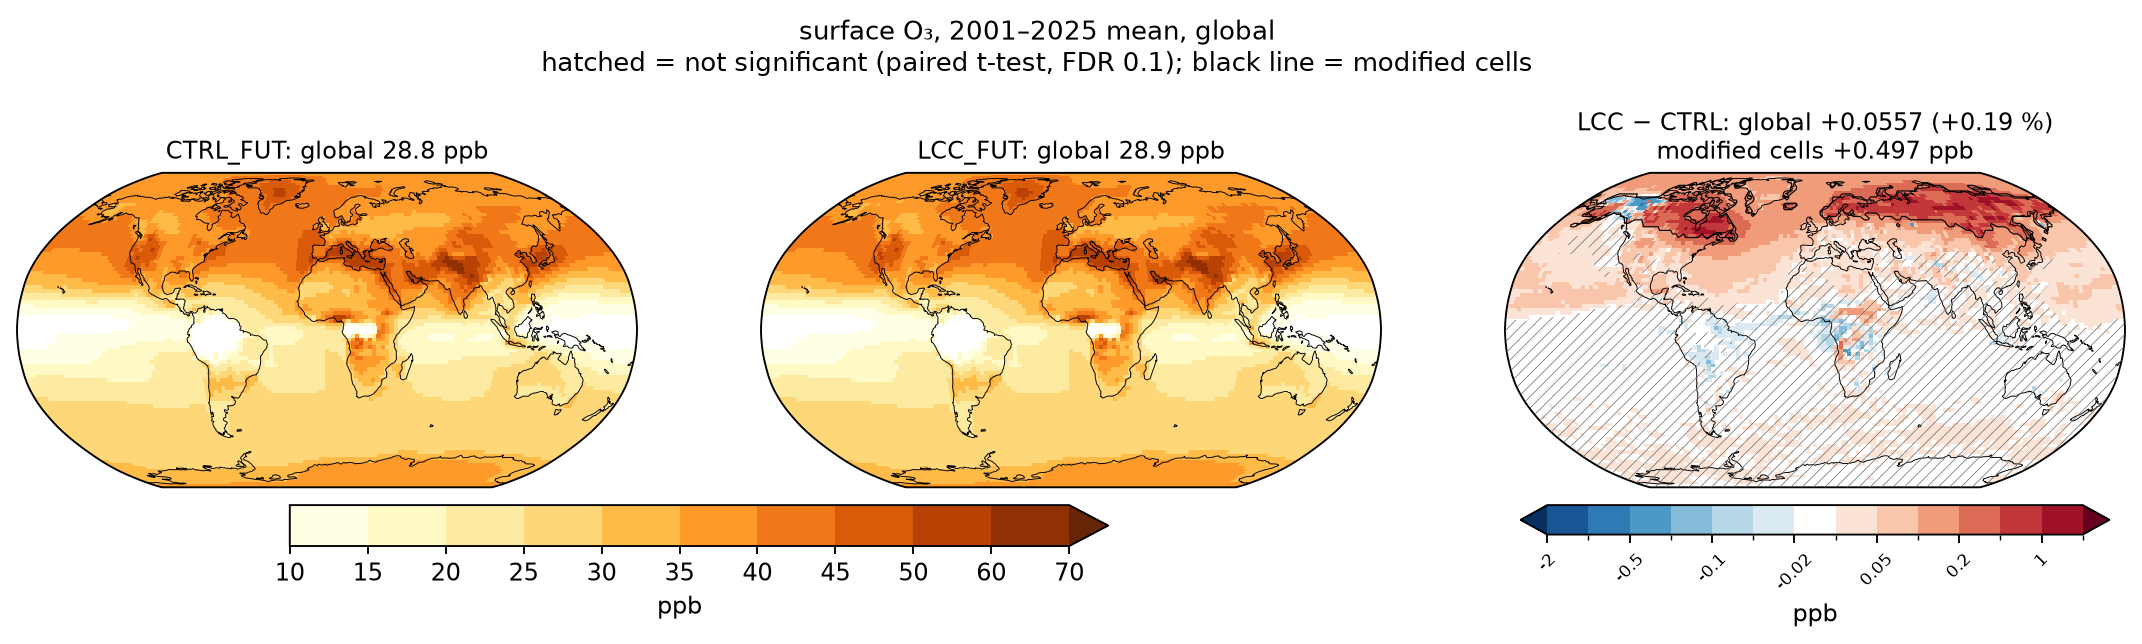 surface O₃, 2001–2025 mean, global
hatched = not significant (paired t-test, FDR 0.1); black line = modified cells
CTRL_FUT: global 28.8 ppb
LCC_FUT: global 28.9 ppb
LCC − CTRL: global +0.0557 (+0.19 %)
modified cells +0.497 ppb
10 15 20 25 30 35 40 45 50 60 70
ppb
-2 -0.5 -0.1 -0.02 0.05 0.2 1
ppb